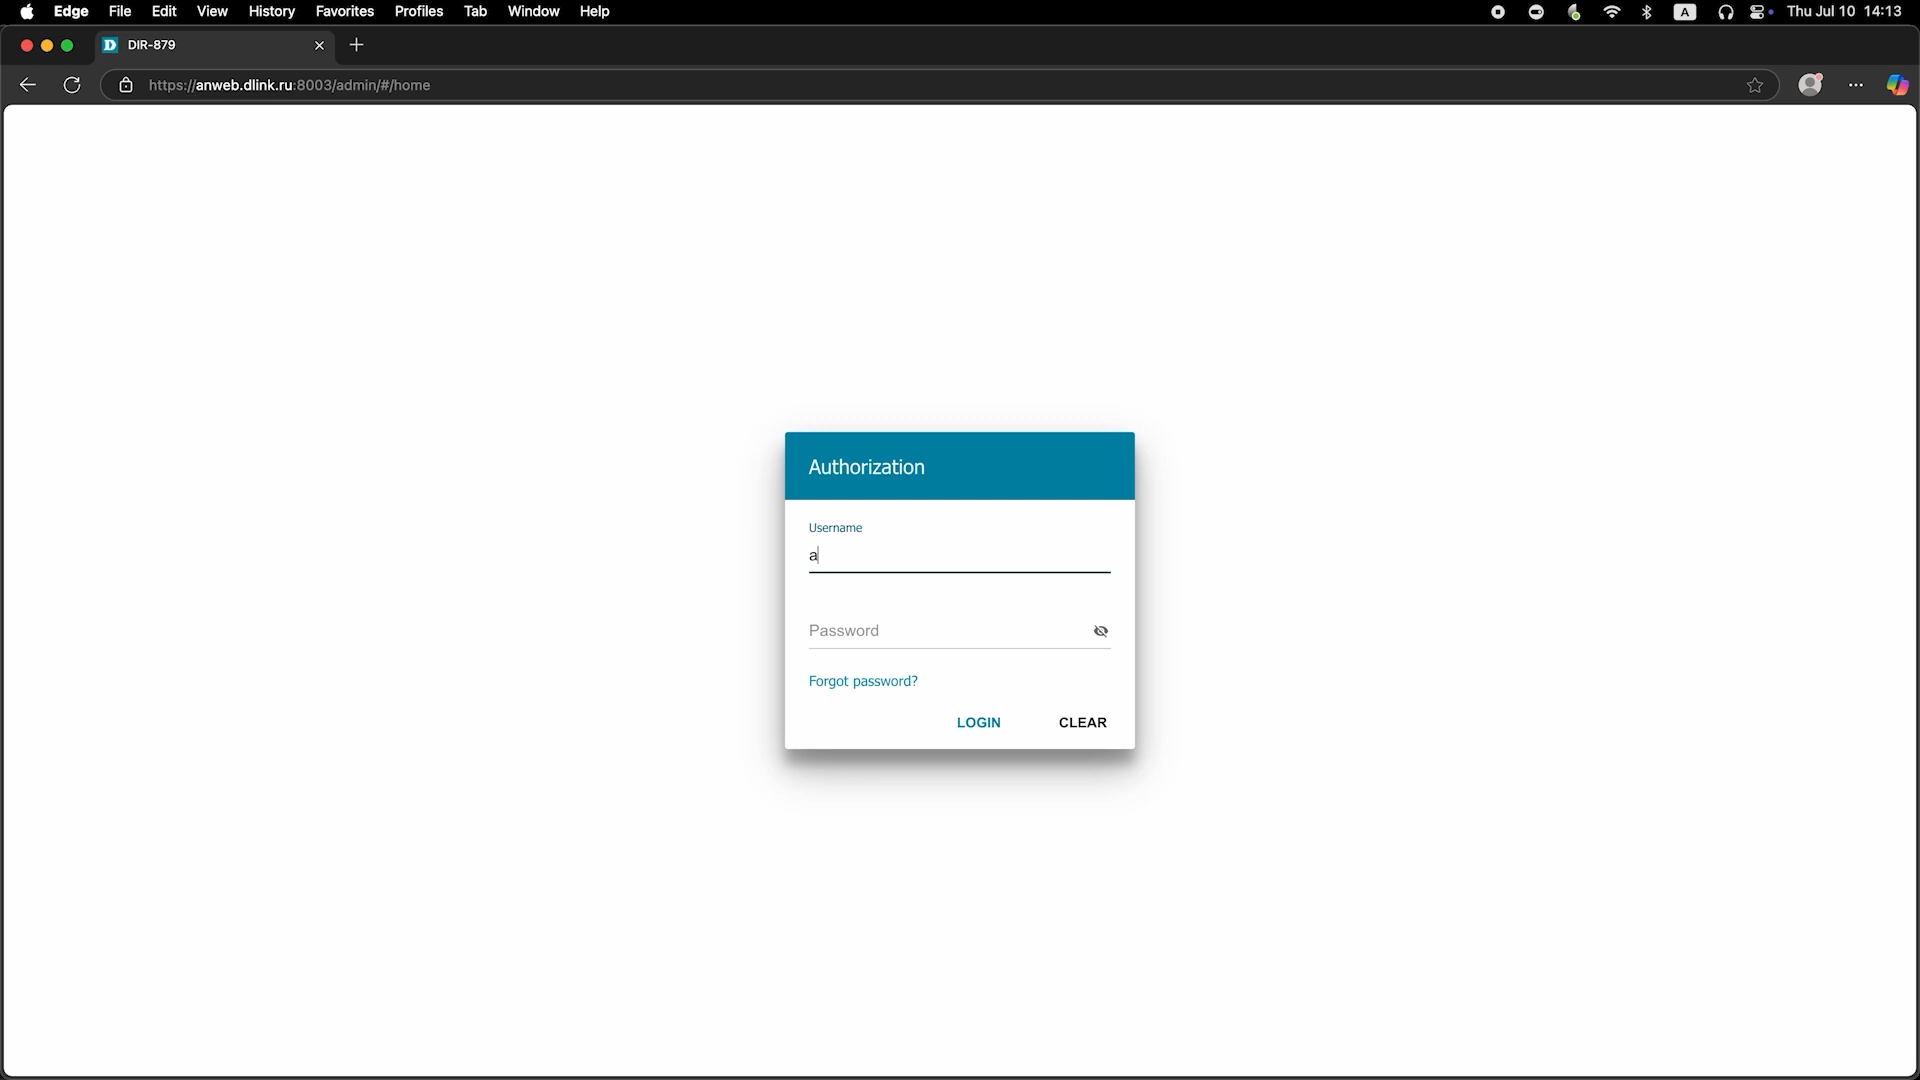 Edge File Edit View History Favorites Profiles Tab Window Help A Thu Jul 10 14:13
D DIR-879
https://anweb.dlink.ru:8003/admin/#/home
Authorization
Username
a
Password
Forgot password?
LOGIN CLEAR